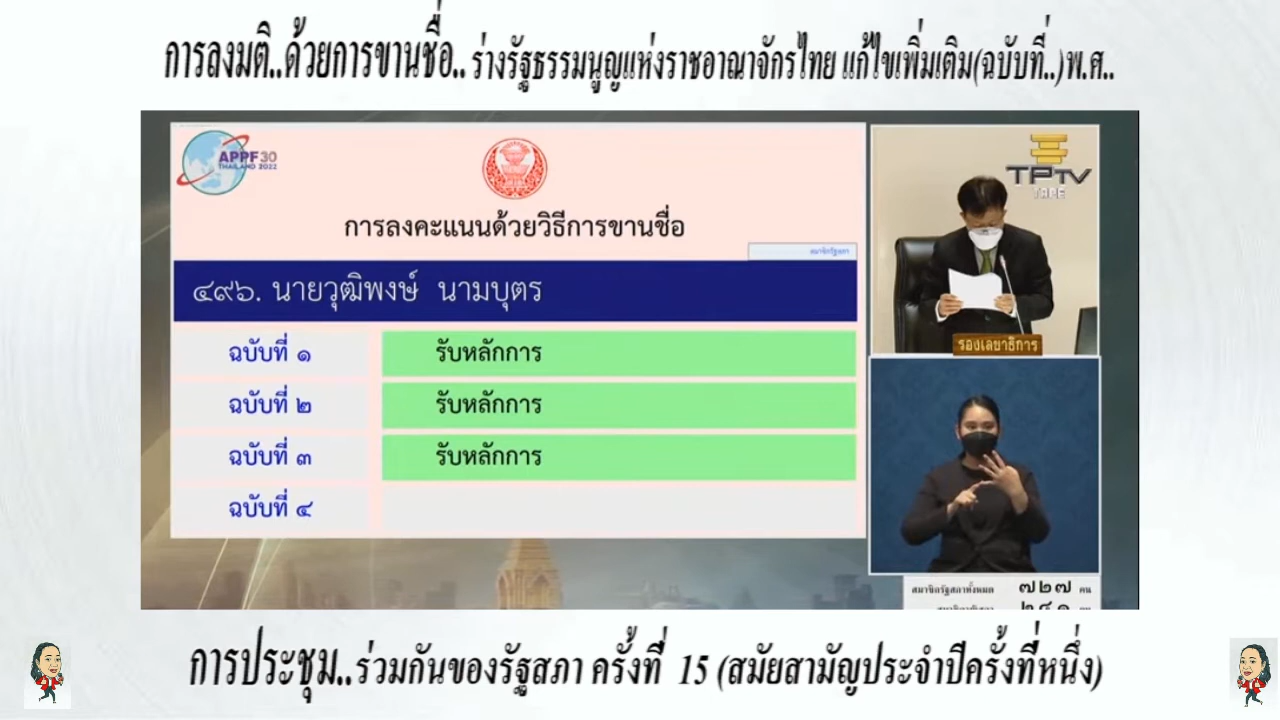 การลงมติ..ด้วยการขานชื่อ.. ร่างรัฐธรรมนูญแห่งราชอาณาจักรไทย แก้ไขเพิ่มเติม(ฉบับที่..)พ.ศ..
APPF30
THAILAND 2022
TPTV
TAPE
การลงคะแนนด้วยวิธีการขานชื่อ
สมาชิกรัฐสภา
๔๙๖. นายวุฒิพงษ์ นามบุตร
ฉบับที่ ๑ รับหลักการ
ฉบับที่ ๒ รับหลักการ
ฉบับที่ ๓ รับหลักการ
ฉบับที่ ๔
รองเลขาธิการ
สมาชิกรัฐสภาทั้งหมด ๗๒๗ คน
การประชุม..ร่วมกันของรัฐสภา ครั้งที่ 15 (สมัยสามัญประจำปีครั้งที่หนึ่ง)